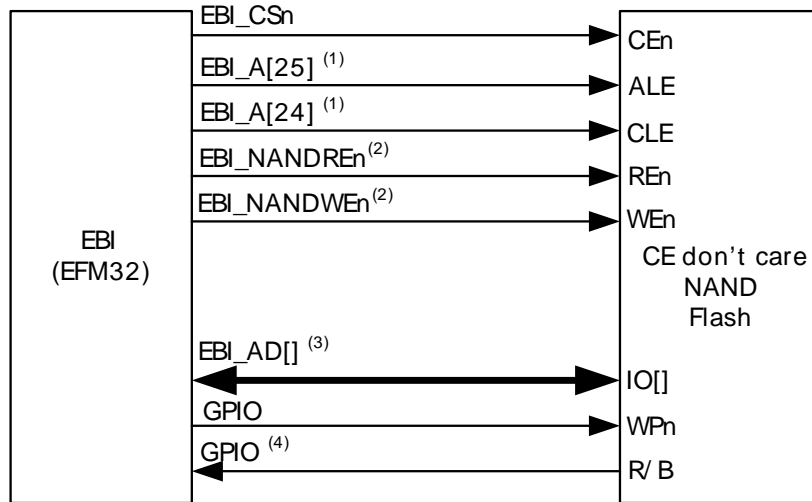 EBI_CSn
CEn
EBI_A[25] (1)
ALE
EBI_A[24] (1)
CLE
EBI_NANDREn(2)
REn
EBI_NANDWEn(2)
WEn
EBI
(EFM32)
CE don't care
NAND
Flash
EBI_AD[] (3)
IO[]
GPIO
WPn
GPIO (4)
R/B